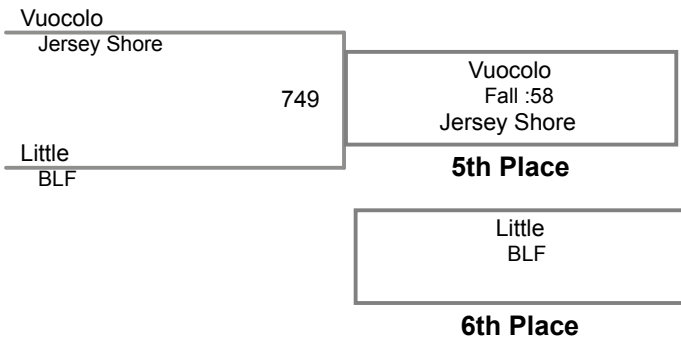 Vuocolo
Jersey Shore
749
Little
BLF
Vuocolo
Fall :58
Jersey Shore
5th Place
Little
BLF
6th Place